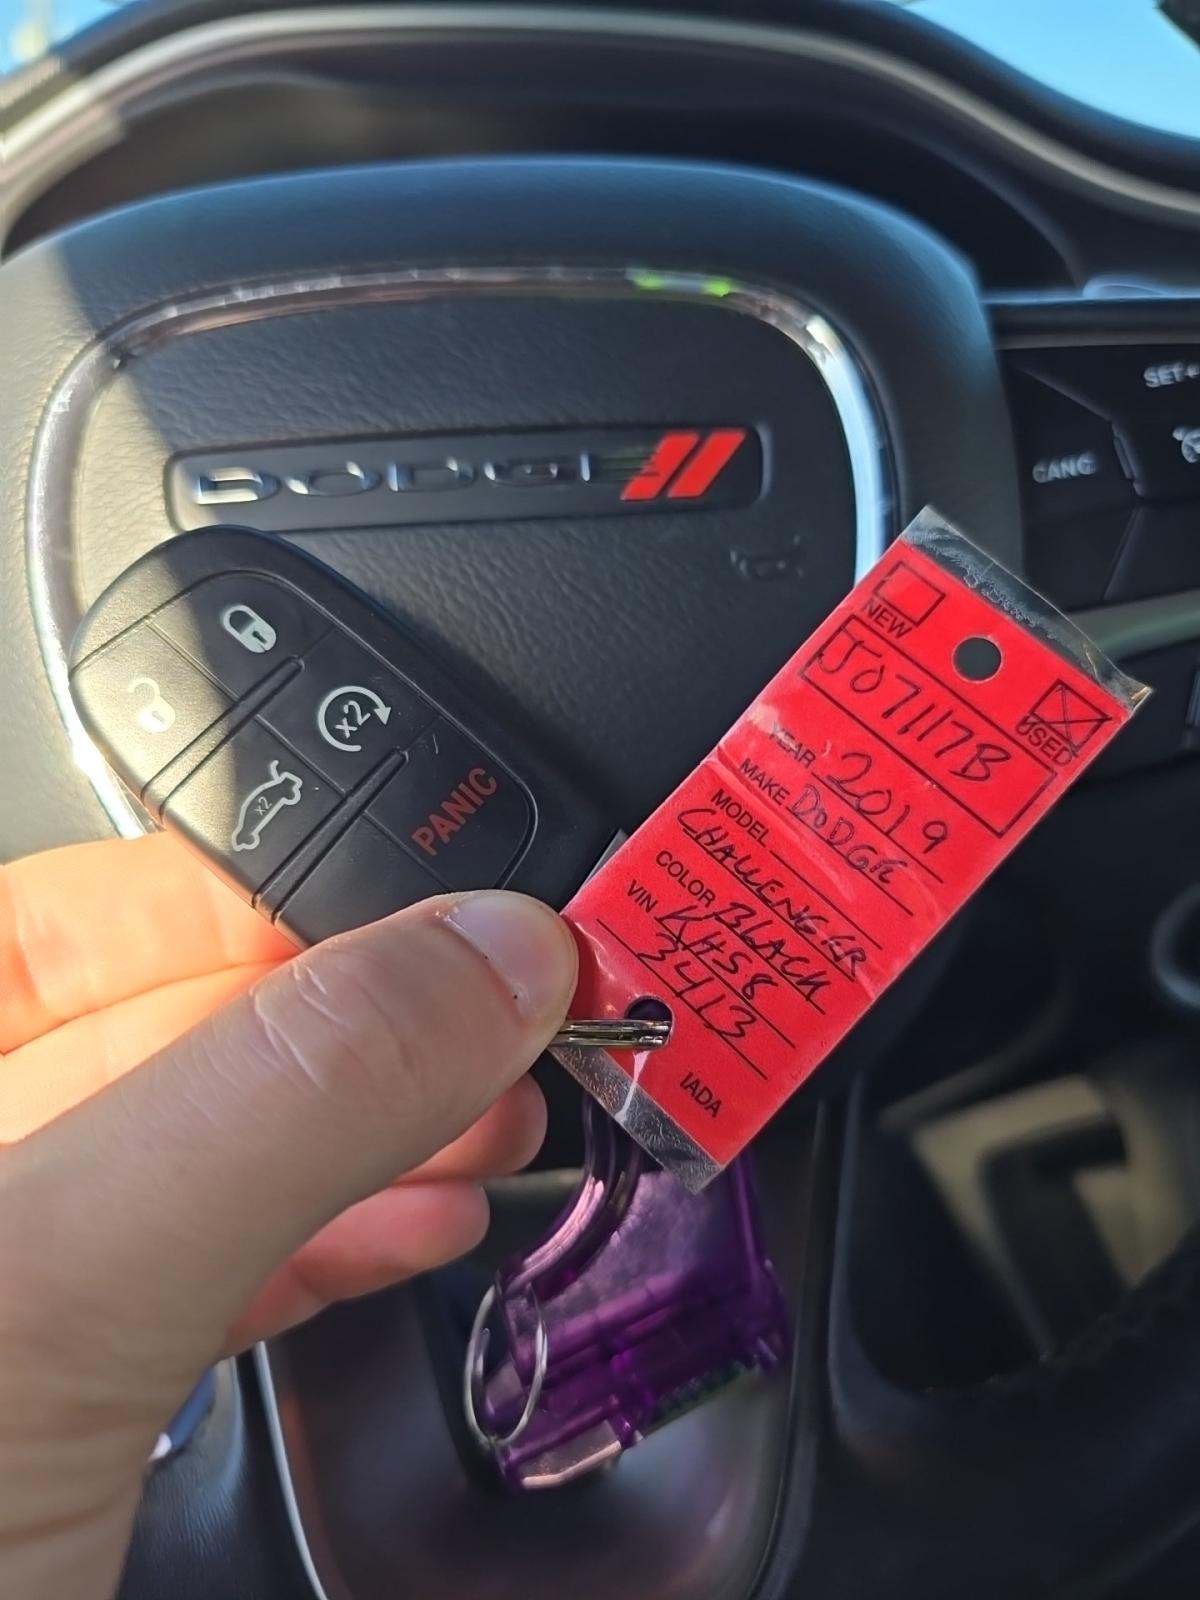 DODGE
SET+
CANC
x2
x2
PANIC
NEW
USED
J07117B
YEAR 2019
MAKE DODGE
MODEL
CHALLENGER
COLOR BLACK
VIN KH58
3413
IADA